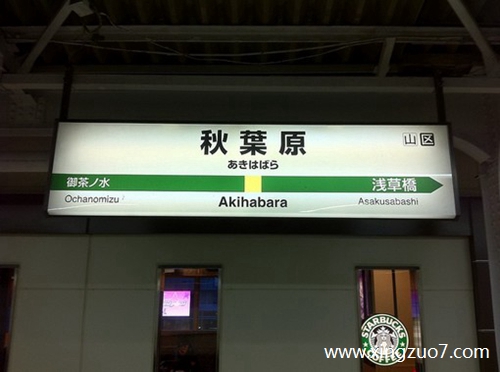 秋葉原
山 区
あきはばら
御茶ノ水
浅草橋
Ochanomizu
Akihabara
Asakusabashi
STARBUCKS
COFFEE
www.xingzuo7.com